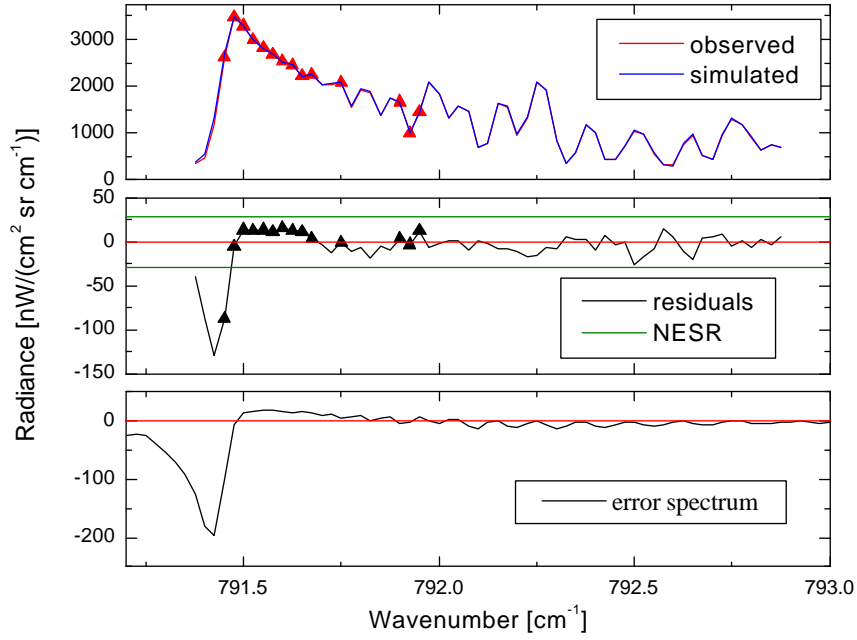 Radiance [nW/(cm² sr cm⁻¹)]
3000
2000
1000
0
observed
simulated
50
0
-50
-100
-150
residuals
NESR
0
-100
-200
error spectrum
791.5
792.0
792.5
793.0
Wavenumber [cm⁻¹]